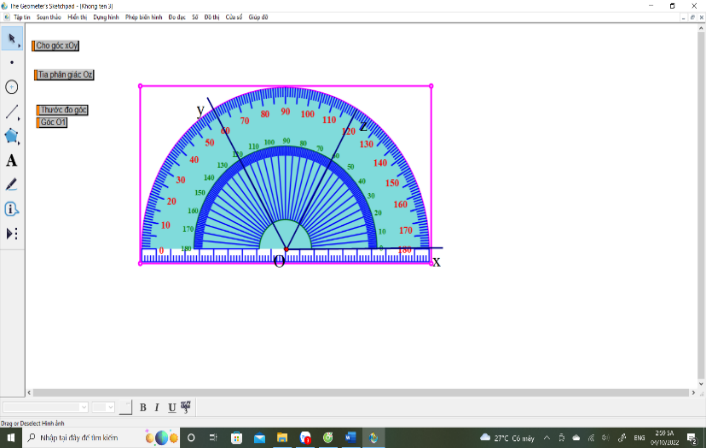 The Geometer's Sketchpad - [Khong ten 3]
Tập tin Soạn thảo Hiển thị Dựng hình Phép biến hình Đo đạc Số Đồ thị Cửa sổ Giúp đỡ
Cho góc xOy
Tia phân giác Oz
Thước đo góc
Góc O1
y
z
x
O
0 10 20 30 40 50 60 70 80 90 100 110 120 130 140 150 160 170 180
180 170 160 150 140 130 120 110 100 90 80 70 60 50 40 30 20 10 0
A
B I U
Drag or Deselect Hình ảnh
Nhập tại đây để tìm kiếm
27°C Có mây
ENG
2:59 SA
04/10/2022